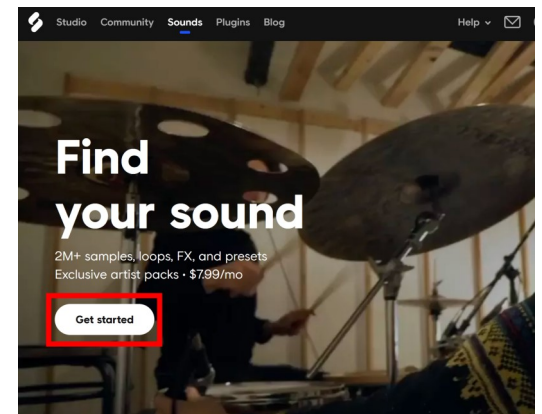 Studio Community Sounds Plugins Blog Help
Find
your sound
2M+ samples, loops, FX, and presets
Exclusive artist packs • $7.99/mo
Get started